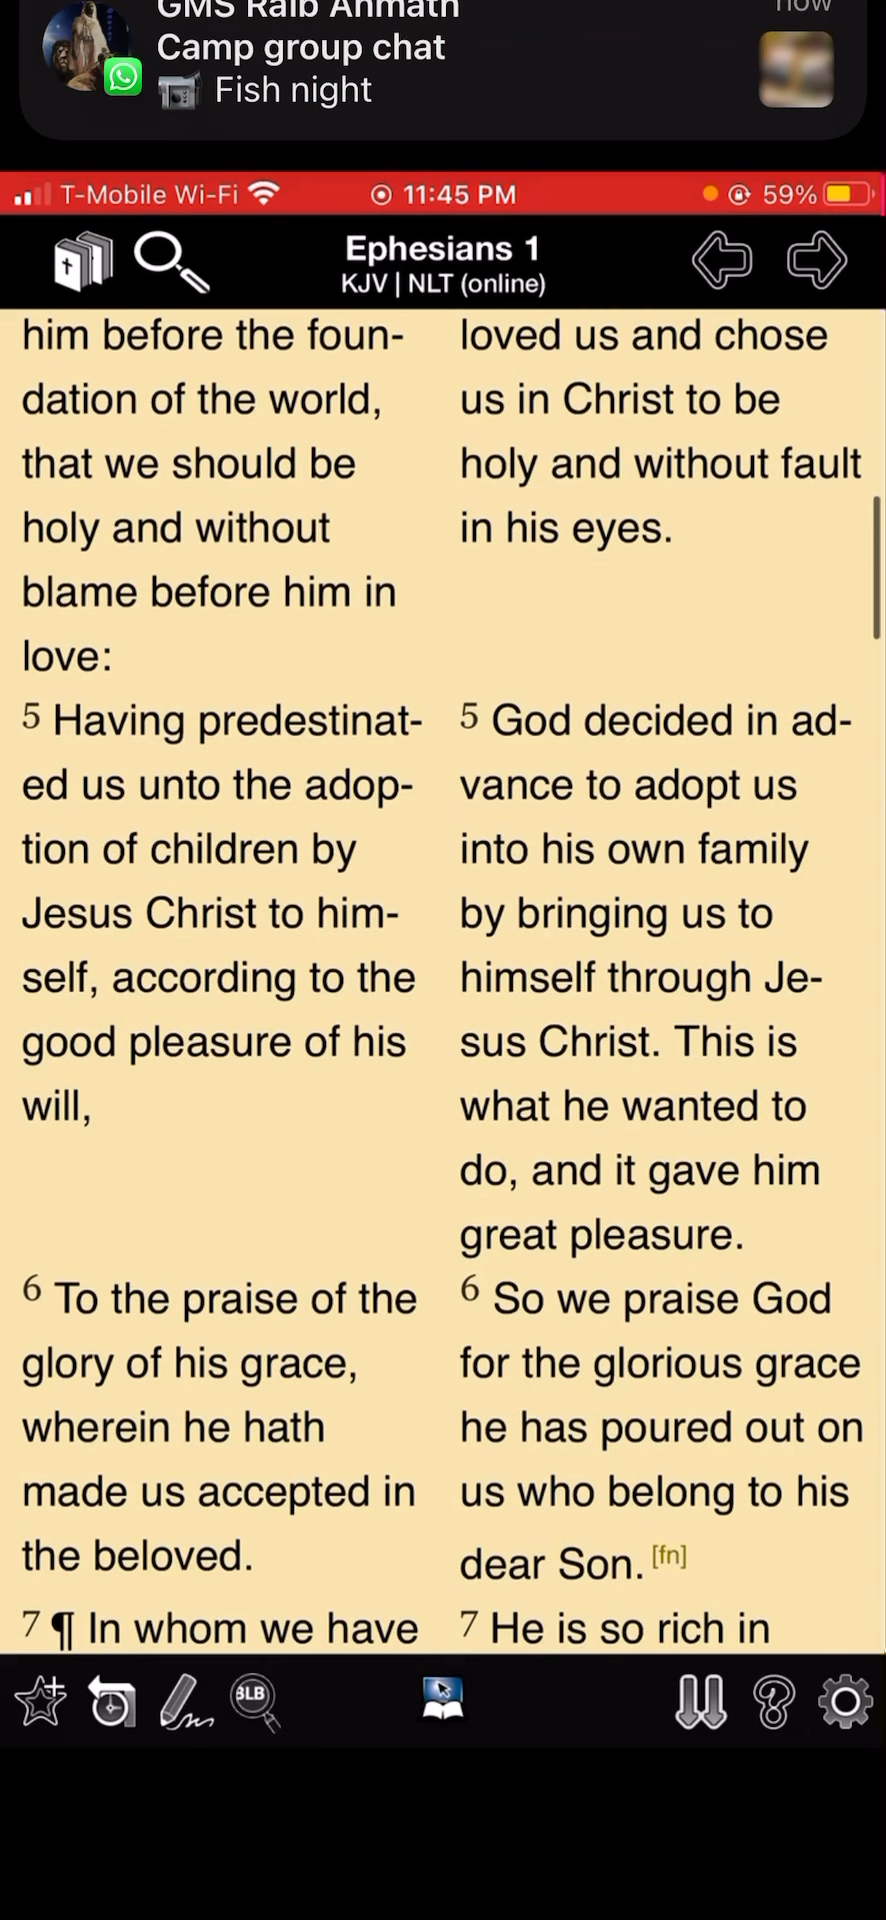 GMS Raib Ahmath
now
Camp group chat
Fish night
T-Mobile Wi-Fi
11:45 PM
59%
Ephesians 1
KJV | NLT (online)
him before the foun-
dation of the world,
that we should be
holy and without
blame before him in
love:
5 Having predestinat-
ed us unto the adop-
tion of children by
Jesus Christ to him-
self, according to the
good pleasure of his
will,
6 To the praise of the
glory of his grace,
wherein he hath
made us accepted in
the beloved.
7 ¶ In whom we have
loved us and chose
us in Christ to be
holy and without fault
in his eyes.
5 God decided in ad-
vance to adopt us
into his own family
by bringing us to
himself through Je-
sus Christ. This is
what he wanted to
do, and it gave him
great pleasure.
6 So we praise God
for the glorious grace
he has poured out on
us who belong to his
dear Son. [fn]
7 He is so rich in
BLB